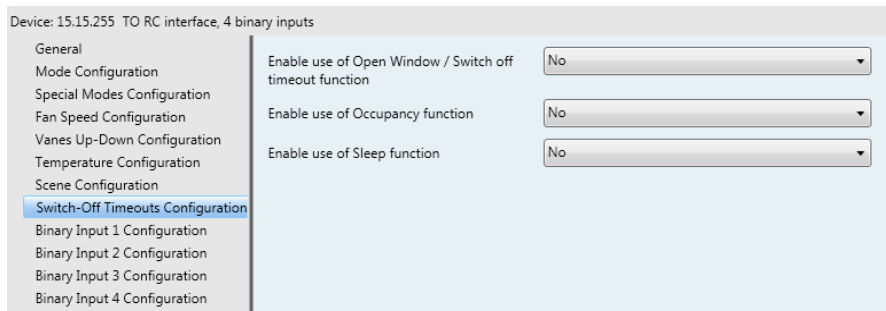 Device: 15.15.255 TO RC interface, 4 binary inputs
General
Mode Configuration
Special Modes Configuration
Fan Speed Configuration
Vanes Up-Down Configuration
Temperature Configuration
Scene Configuration
Switch-Off Timeouts Configuration
Binary Input 1 Configuration
Binary Input 2 Configuration
Binary Input 3 Configuration
Binary Input 4 Configuration
Enable use of Open Window / Switch off
timeout function
No
Enable use of Occupancy function
No
Enable use of Sleep function
No